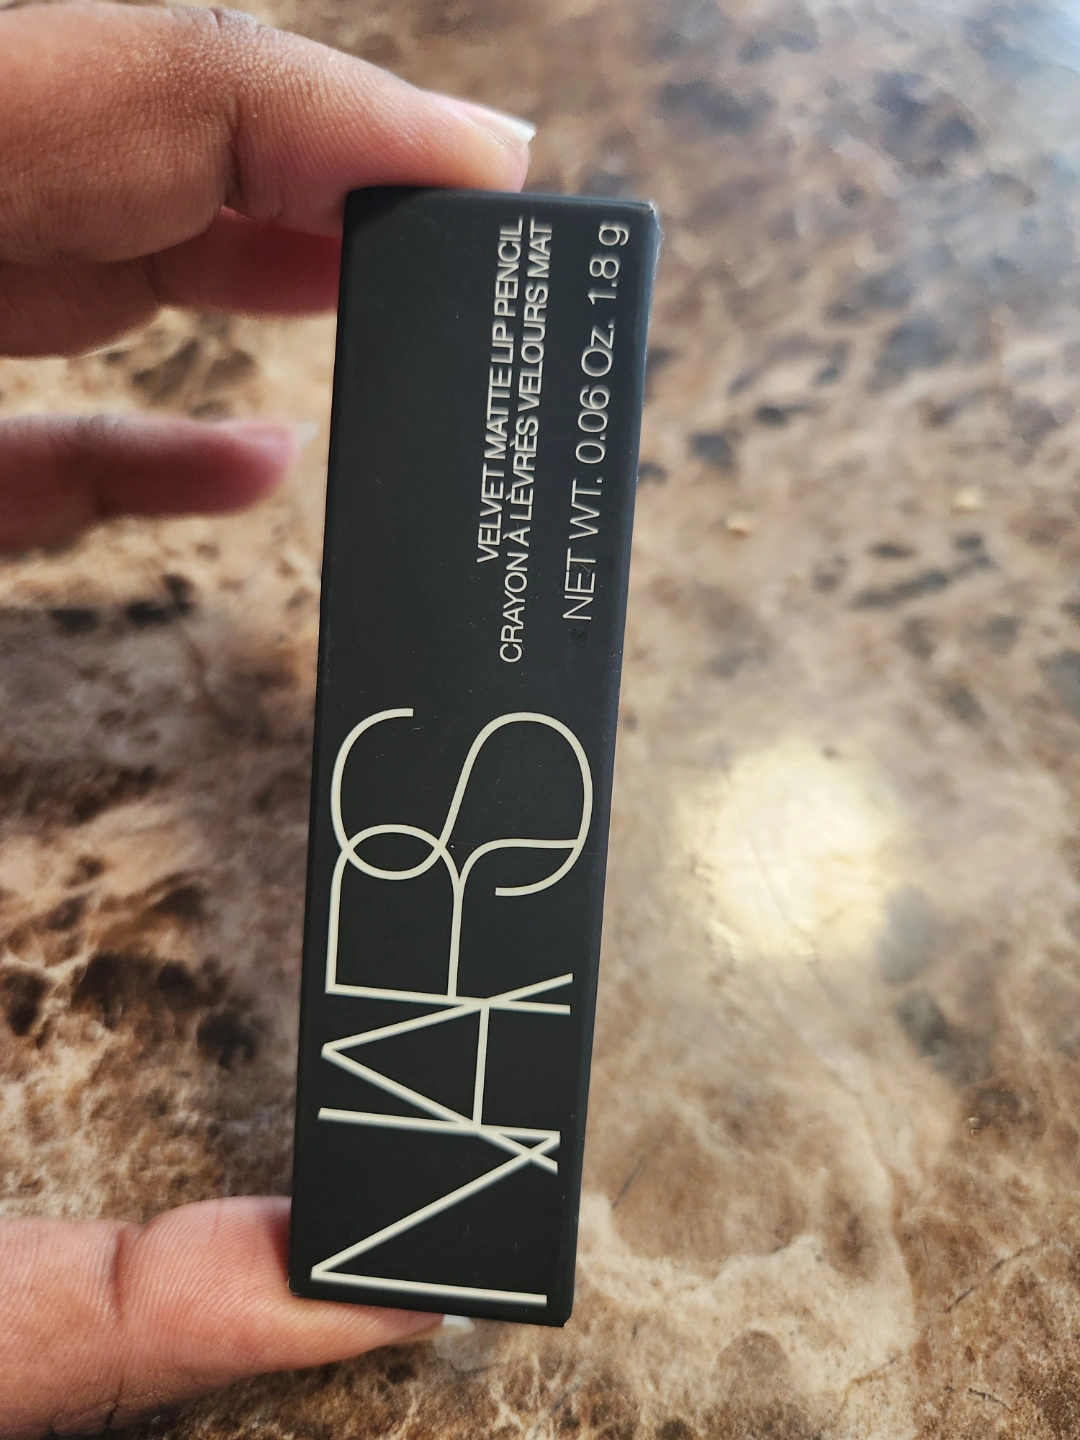 NARS
VELVET MATTE LIP PENCIL
CRAYON À LÈVRES VELOURS MAT
NET WT. 0.06 Oz. 1.8 g